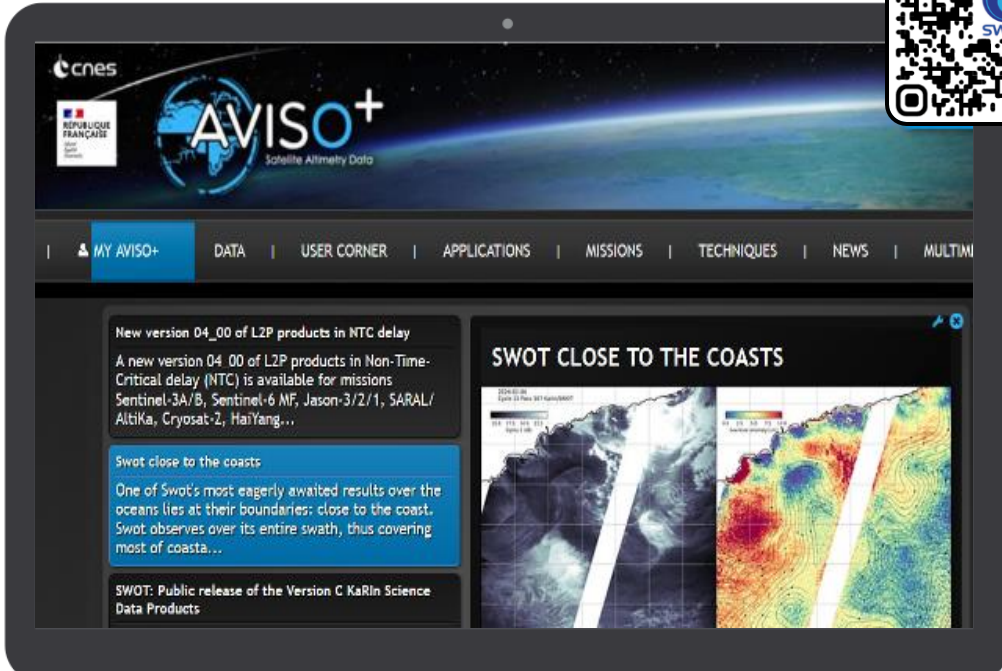 cnes
RÉPUBLIQUE
FRANÇAISE
AVISO+
Satellite Altimetry Data
MY AVISO+ | DATA | USER CORNER | APPLICATIONS | MISSIONS | TECHNIQUES | NEWS | MULTIM
New version 04_00 of L2P products in NTC delay
A new version 04_00 of L2P products in Non-Time-
Critical delay (NTC) is available for missions
Sentinel-3A/B, Sentinel-6 MF, Jason-3/2/1, SARAL/
AltiKa, Cryosat-2, HaiYang...
Swot close to the coasts
One of Swot's most eagerly awaited results over the
oceans lies at their boundaries: close to the coast.
Swot observes over its entire swath, thus covering
most of coasta...
SWOT: Public release of the Version C KaRIn Science
Data Products
SWOT CLOSE TO THE COASTS